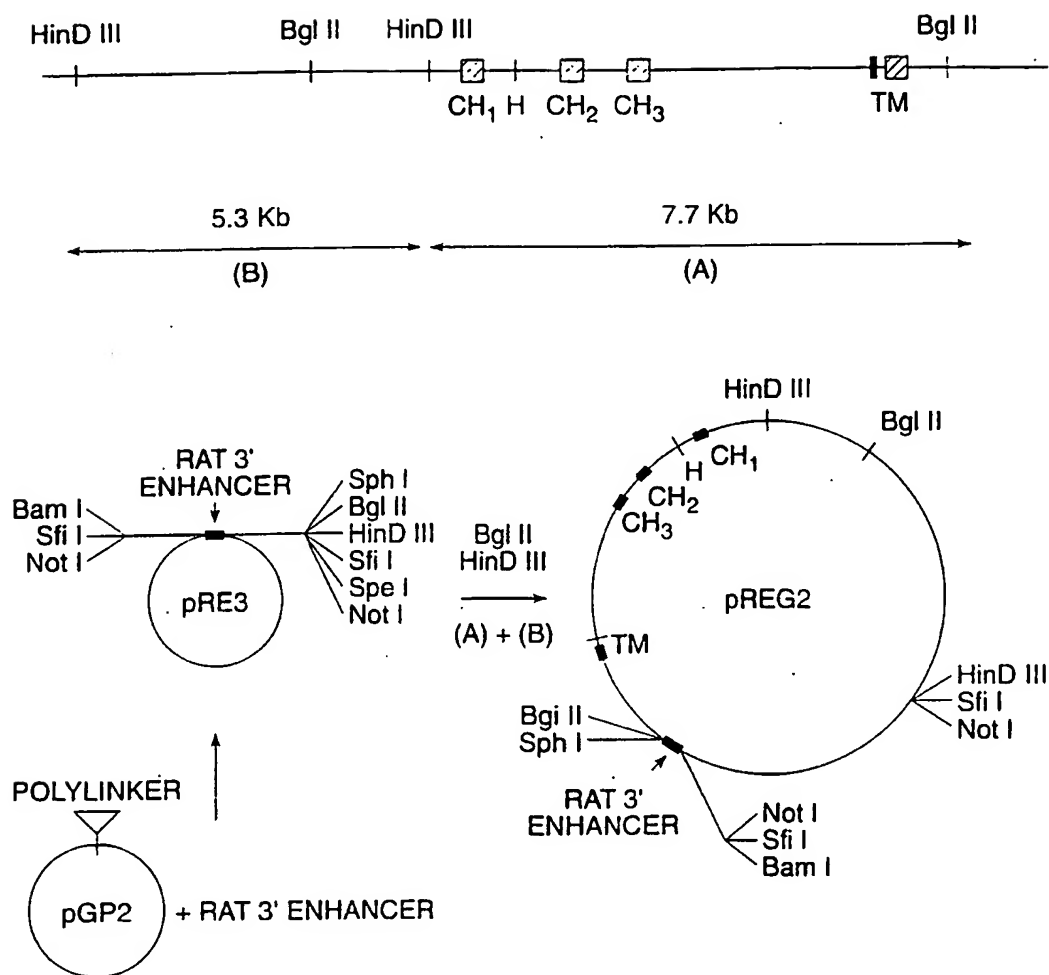 HinD III Bgl II HinD III Bgl II
CH1 H CH2 CH3 TM
5.3 Kb 7.7 Kb
(B) (A)
RAT 3'
ENHANCER
Bam I
Sfi I
Not I
Sph I
Bgl II
HinD III
Sfi I
Spe I
Not I
pRE3
Bgl II
HinD III
(A) + (B)
HinD III
Bgl II
CH1
H
CH2
CH3
pREG2
TM
HinD III
Sfi I
Not I
Bgi II
Sph I
RAT 3'
ENHANCER
Not I
Sfi I
Bam I
POLYLINKER
pGP2 + RAT 3' ENHANCER